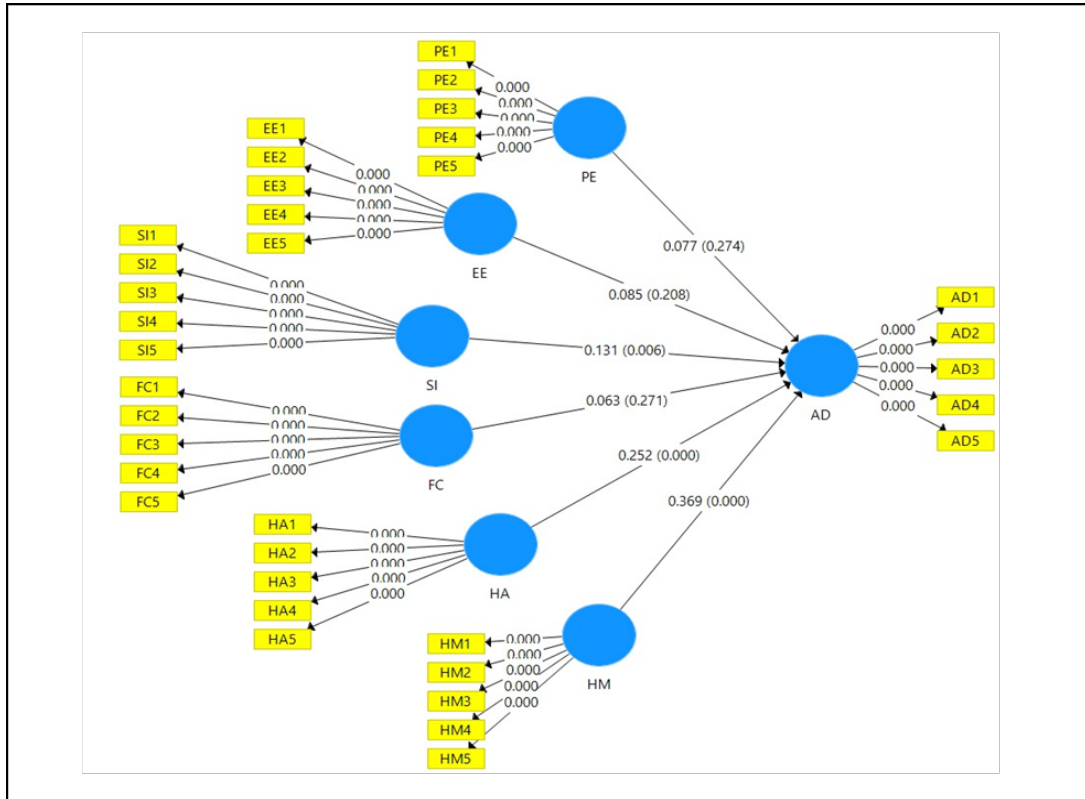 PE1
PE2
PE3
PE4
PE5
0.000
0.000
0.000
0.000
0.000
PE
EE1
EE2
EE3
EE4
EE5
0.000
0.000
0.000
0.000
0.000
EE
SI1
SI2
SI3
SI4
SI5
0.000
0.000
0.000
0.000
0.000
SI
FC1
FC2
FC3
FC4
FC5
0.000
0.000
0.000
0.000
0.000
FC
HA1
HA2
HA3
HA4
HA5
0.000
0.000
0.000
0.000
0.000
HA
HM1
HM2
HM3
HM4
HM5
0.000
0.000
0.000
0.000
0.000
HM
0.077 (0.274)
0.085 (0.208)
0.131 (0.006)
0.063 (0.271)
0.252 (0.000)
0.369 (0.000)
AD
0.000
0.000
0.000
0.000
0.000
AD1
AD2
AD3
AD4
AD5